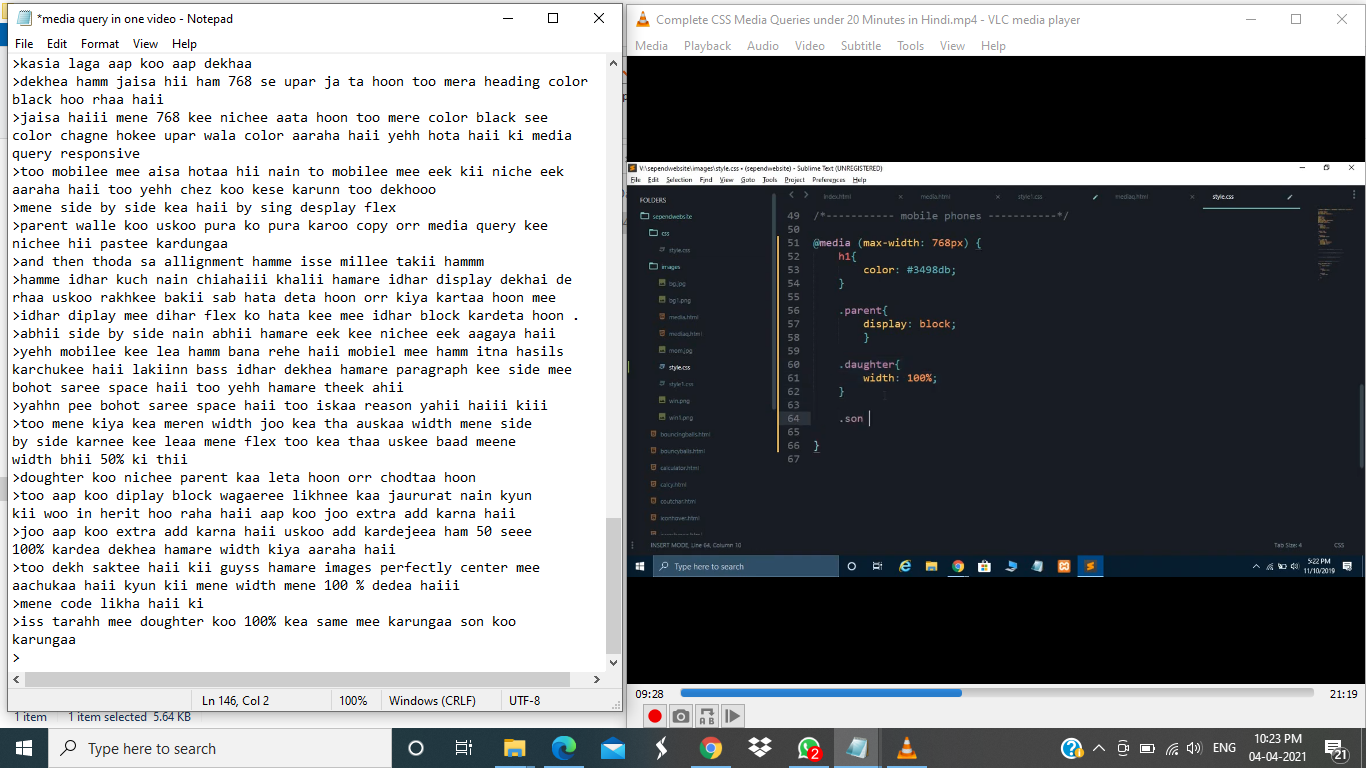 *media query in one video - Notepad
File Edit Format View Help
>kasia laga aap koo aap dekhaa
>dekhea hamm jaisa hii ham 768 se upar ja ta hoon too mera heading color
black hoo rhaa haii
>jaisa haiii mene 768 kee nichee aata hoon too mere color black see
color chagne hokee upar wala color aaraha haii yehh hota haii ki media
query responsive
>too mobilee mee aisa hotaa hii nain to mobilee mee eek kii niche eek
aaraha haii too yehh chez koo kese karunn too dekhooo
>mene side by side kea haii by sing desplay flex
>parent walle koo uskoo pura ko pura karoo copy orr media query kee
nichee hii pastee kardungaa
>and then thoda sa allignment hamme isse millee takii hammm
>hamme idhar kuch nain chiahaiii khalii hamare idhar display dekhai de
rhaa uskoo rakhkee bakii sab hata deta hoon orr kiya kartaa hoon mee
>idhar diplay mee dihar flex ko hata kee mee idhar block kardeta hoon .
>abhii side by side nain abhii hamare eek kee nichee eek aagaya haii
>yehh mobilee kee lea hamm bana rehe haii mobiel mee hamm itna hasils
karchukee haii lakiinn bass idhar dekhea hamare paragraph kee side mee
bohot saree space haii too yehh hamare theek ahii
>yahhn pee bohot saree space haii too iskaa reason yahii haiii kiii
>too mene kiya kea meren width joo kea tha auskaa width mene side
by side karnee kee leaa mene flex too kea thaa uskee baad meene
width bhii 50% ki thii
>doughter koo nichee parent kaa leta hoon orr chodtaa hoon
>too aap koo diplay block wagaeree likhnee kaa jaururat nain kyun
kii woo in herit hoo raha haii aap koo joo extra add karna haii
>joo aap koo extra add karna haii uskoo add kardejeea ham 50 seee
100% kardea dekhea hamare width kiya aaraha haii
>too dekh saktee haii kii guyss hamare images perfectly center mee
aachukaa haii kyun kii mene width mene 100 % dedea haiii
>mene code likha haii ki
>iss tarahh mee doughter koo 100% kea same mee karungaa son koo
karungaa
>
Ln 146, Col 2 100% Windows (CRLF) UTF-8
1 item 1 item selected 5.64 KB
Complete CSS Media Queries under 20 Minutes in Hindi.mp4 - VLC media player
Media Playback Audio Video Subtitle Tools View Help
V:\sependwebsite\images\style.css • (sependwebsite) - Sublime Text (UNREGISTERED)
File Edit Selection Find View Goto Tools Project Preferences Help
index.html media.html style1.css mediaq.html style.css
FOLDERS
sependwebsite
css
style.css
images
bg.jpg
bg1.png
media.html
mediaq.html
mom.jpg
style.css
style1.css
win.png
win1.png
bouncingballs.html
bouncyballs.html
calculator.html
calcy.html
coutchar.html
iconhover.html
49 /*----------- mobile phones -----------*/
50
51 @media (max-width: 768px) {
52 h1{
53 color: #3498db;
54 }
55
56 .parent{
57 display: block;
58 }
59
60 .daughter{
61 width: 100%;
62 }
63
64 .son
65
66 }
67
INSERT MODE, Line 64, Column 10 Tab Size: 4 CSS
Type here to search
5:22 PM
11/10/2019
09:28 21:19
Type here to search
2
ENG
10:23 PM
04-04-2021
21